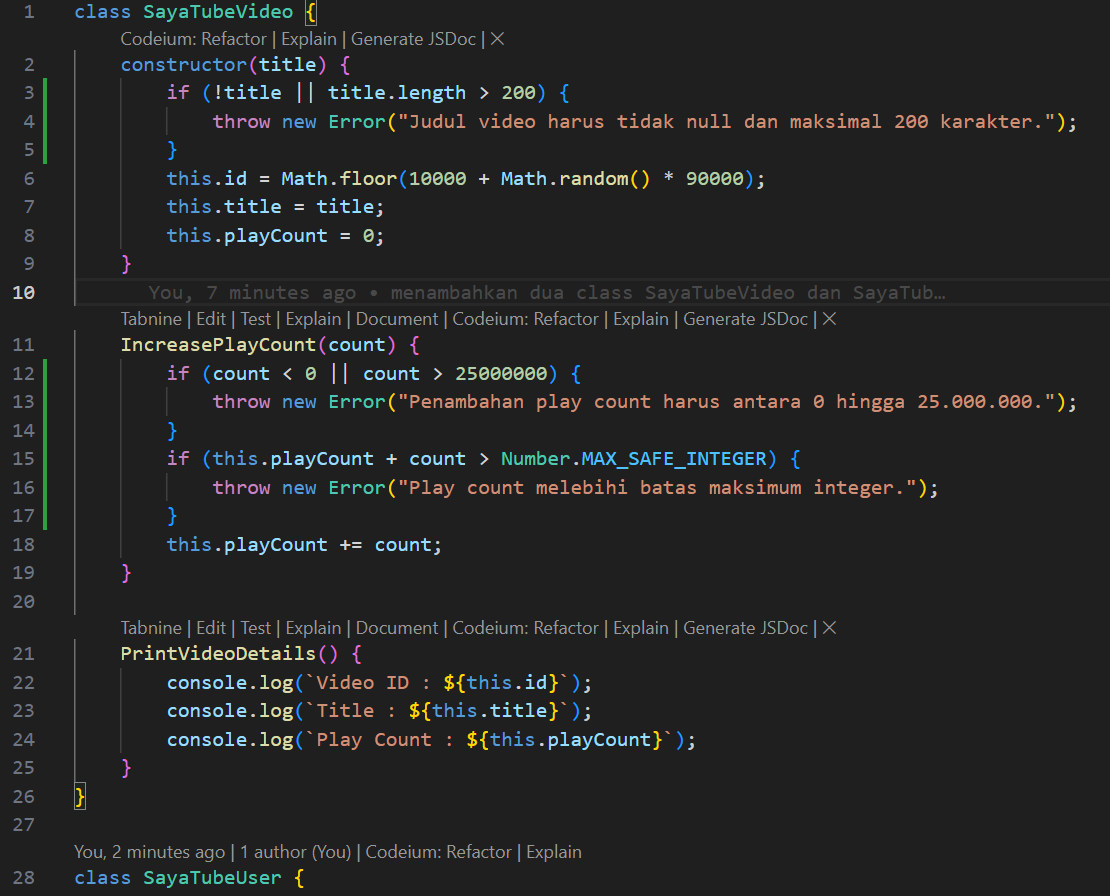 1 class SayaTubeVideo {
Codeium: Refactor | Explain | Generate JSDoc | ✕
2     constructor(title) {
3         if (!title || title.length > 200) {
4             throw new Error("Judul video harus tidak null dan maksimal 200 karakter.");
5         }
6         this.id = Math.floor(10000 + Math.random() * 90000);
7         this.title = title;
8         this.playCount = 0;
9     }
10     You, 7 minutes ago • menambahkan dua class SayaTubeVideo dan SayaTub…
Tabnine | Edit | Test | Explain | Document | Codeium: Refactor | Explain | Generate JSDoc | ✕
11     IncreasePlayCount(count) {
12         if (count < 0 || count > 25000000) {
13             throw new Error("Penambahan play count harus antara 0 hingga 25.000.000.");
14         }
15         if (this.playCount + count > Number.MAX_SAFE_INTEGER) {
16             throw new Error("Play count melebihi batas maksimum integer.");
17         }
18         this.playCount += count;
19     }
20
Tabnine | Edit | Test | Explain | Document | Codeium: Refactor | Explain | Generate JSDoc | ✕
21     PrintVideoDetails() {
22         console.log(`Video ID : ${this.id}`);
23         console.log(`Title : ${this.title}`);
24         console.log(`Play Count : ${this.playCount}`);
25     }
26 }
27
You, 2 minutes ago | 1 author (You) | Codeium: Refactor | Explain
28 class SayaTubeUser {